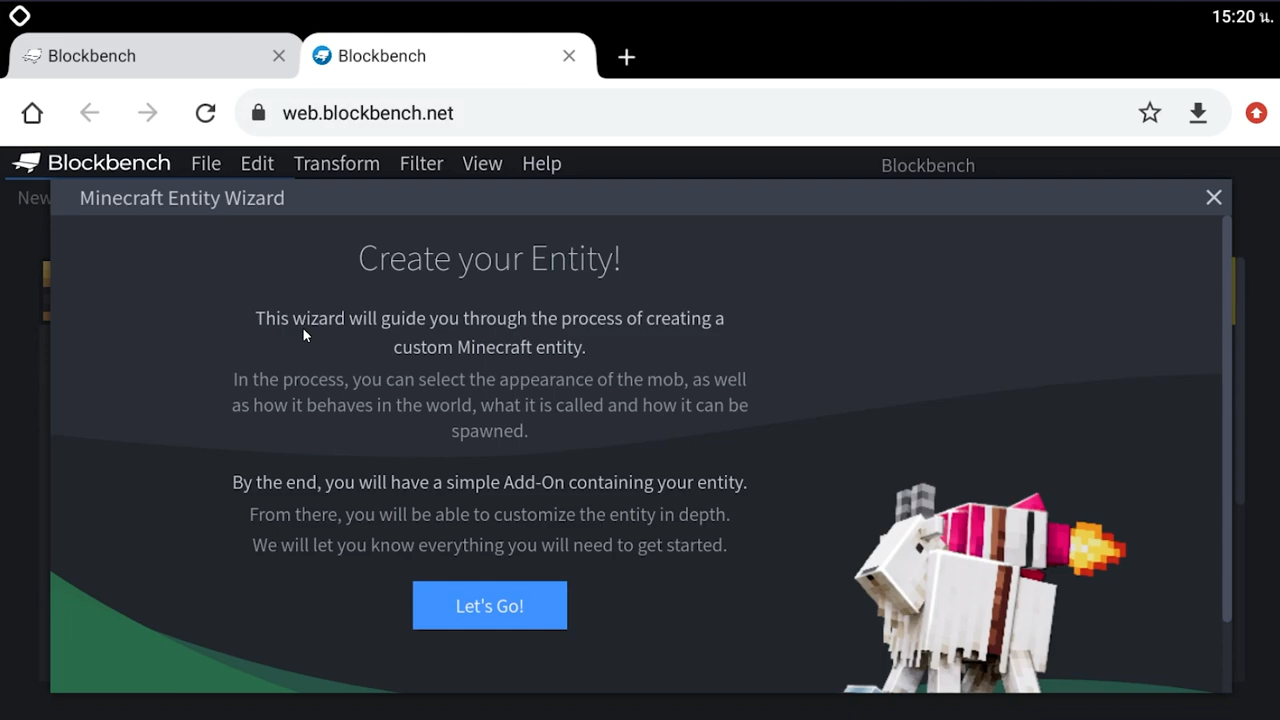 15:20 น.
Blockbench
Blockbench
web.blockbench.net
Blockbench File Edit Transform Filter View Help Blockbench
New
Minecraft Entity Wizard
Create your Entity!
This wizard will guide you through the process of creating a
custom Minecraft entity.
In the process, you can select the appearance of the mob, as well
as how it behaves in the world, what it is called and how it can be
spawned.
By the end, you will have a simple Add-On containing your entity.
From there, you will be able to customize the entity in depth.
We will let you know everything you will need to get started.
Let's Go!